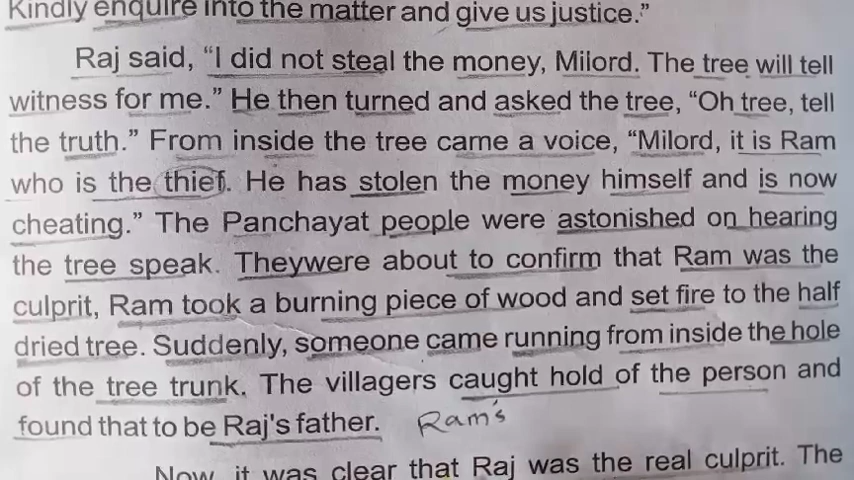 Kindly enquire into the matter and give us justice.”
Raj said, “I did not steal the money, Milord. The tree will tell
witness for me.” He then turned and asked the tree, “Oh tree, tell
the truth.” From inside the tree came a voice, “Milord, it is Ram
who is the thief. He has stolen the money himself and is now
cheating.” The Panchayat people were astonished on hearing
the tree speak. Theywere about to confirm that Ram was the
culprit, Ram took a burning piece of wood and set fire to the half
dried tree. Suddenly, someone came running from inside the hole
of the tree trunk. The villagers caught hold of the person and
found that to be Raj's father. Ram's
Now, it was clear that Raj was the real culprit. The